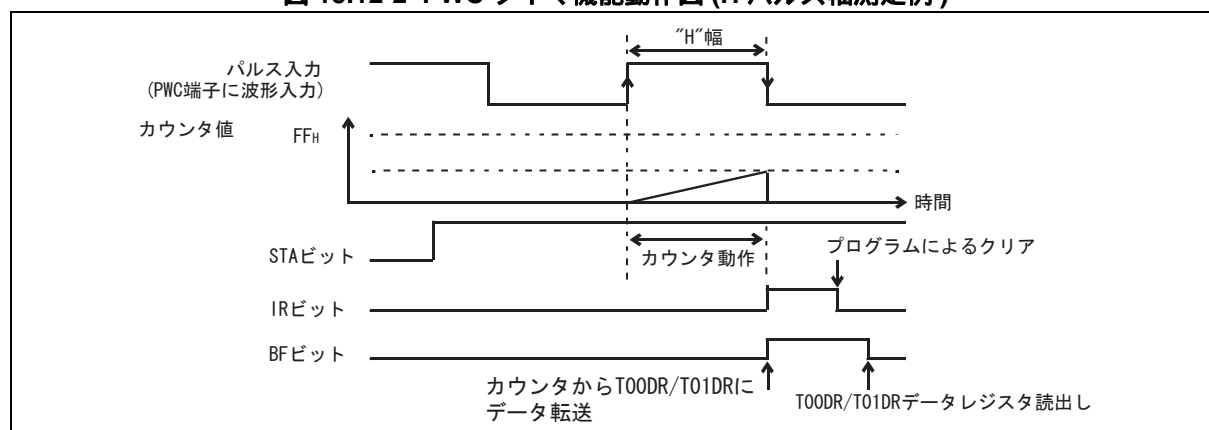 "H"幅
パルス入力
(PWC端子に波形入力)
カウンタ値
FFH
時間
STAビット
カウンタ動作
プログラムによるクリア
IRビット
BFビット
カウンタからT00DR/T01DRに
データ転送
T00DR/T01DRデータレジスタ読出し